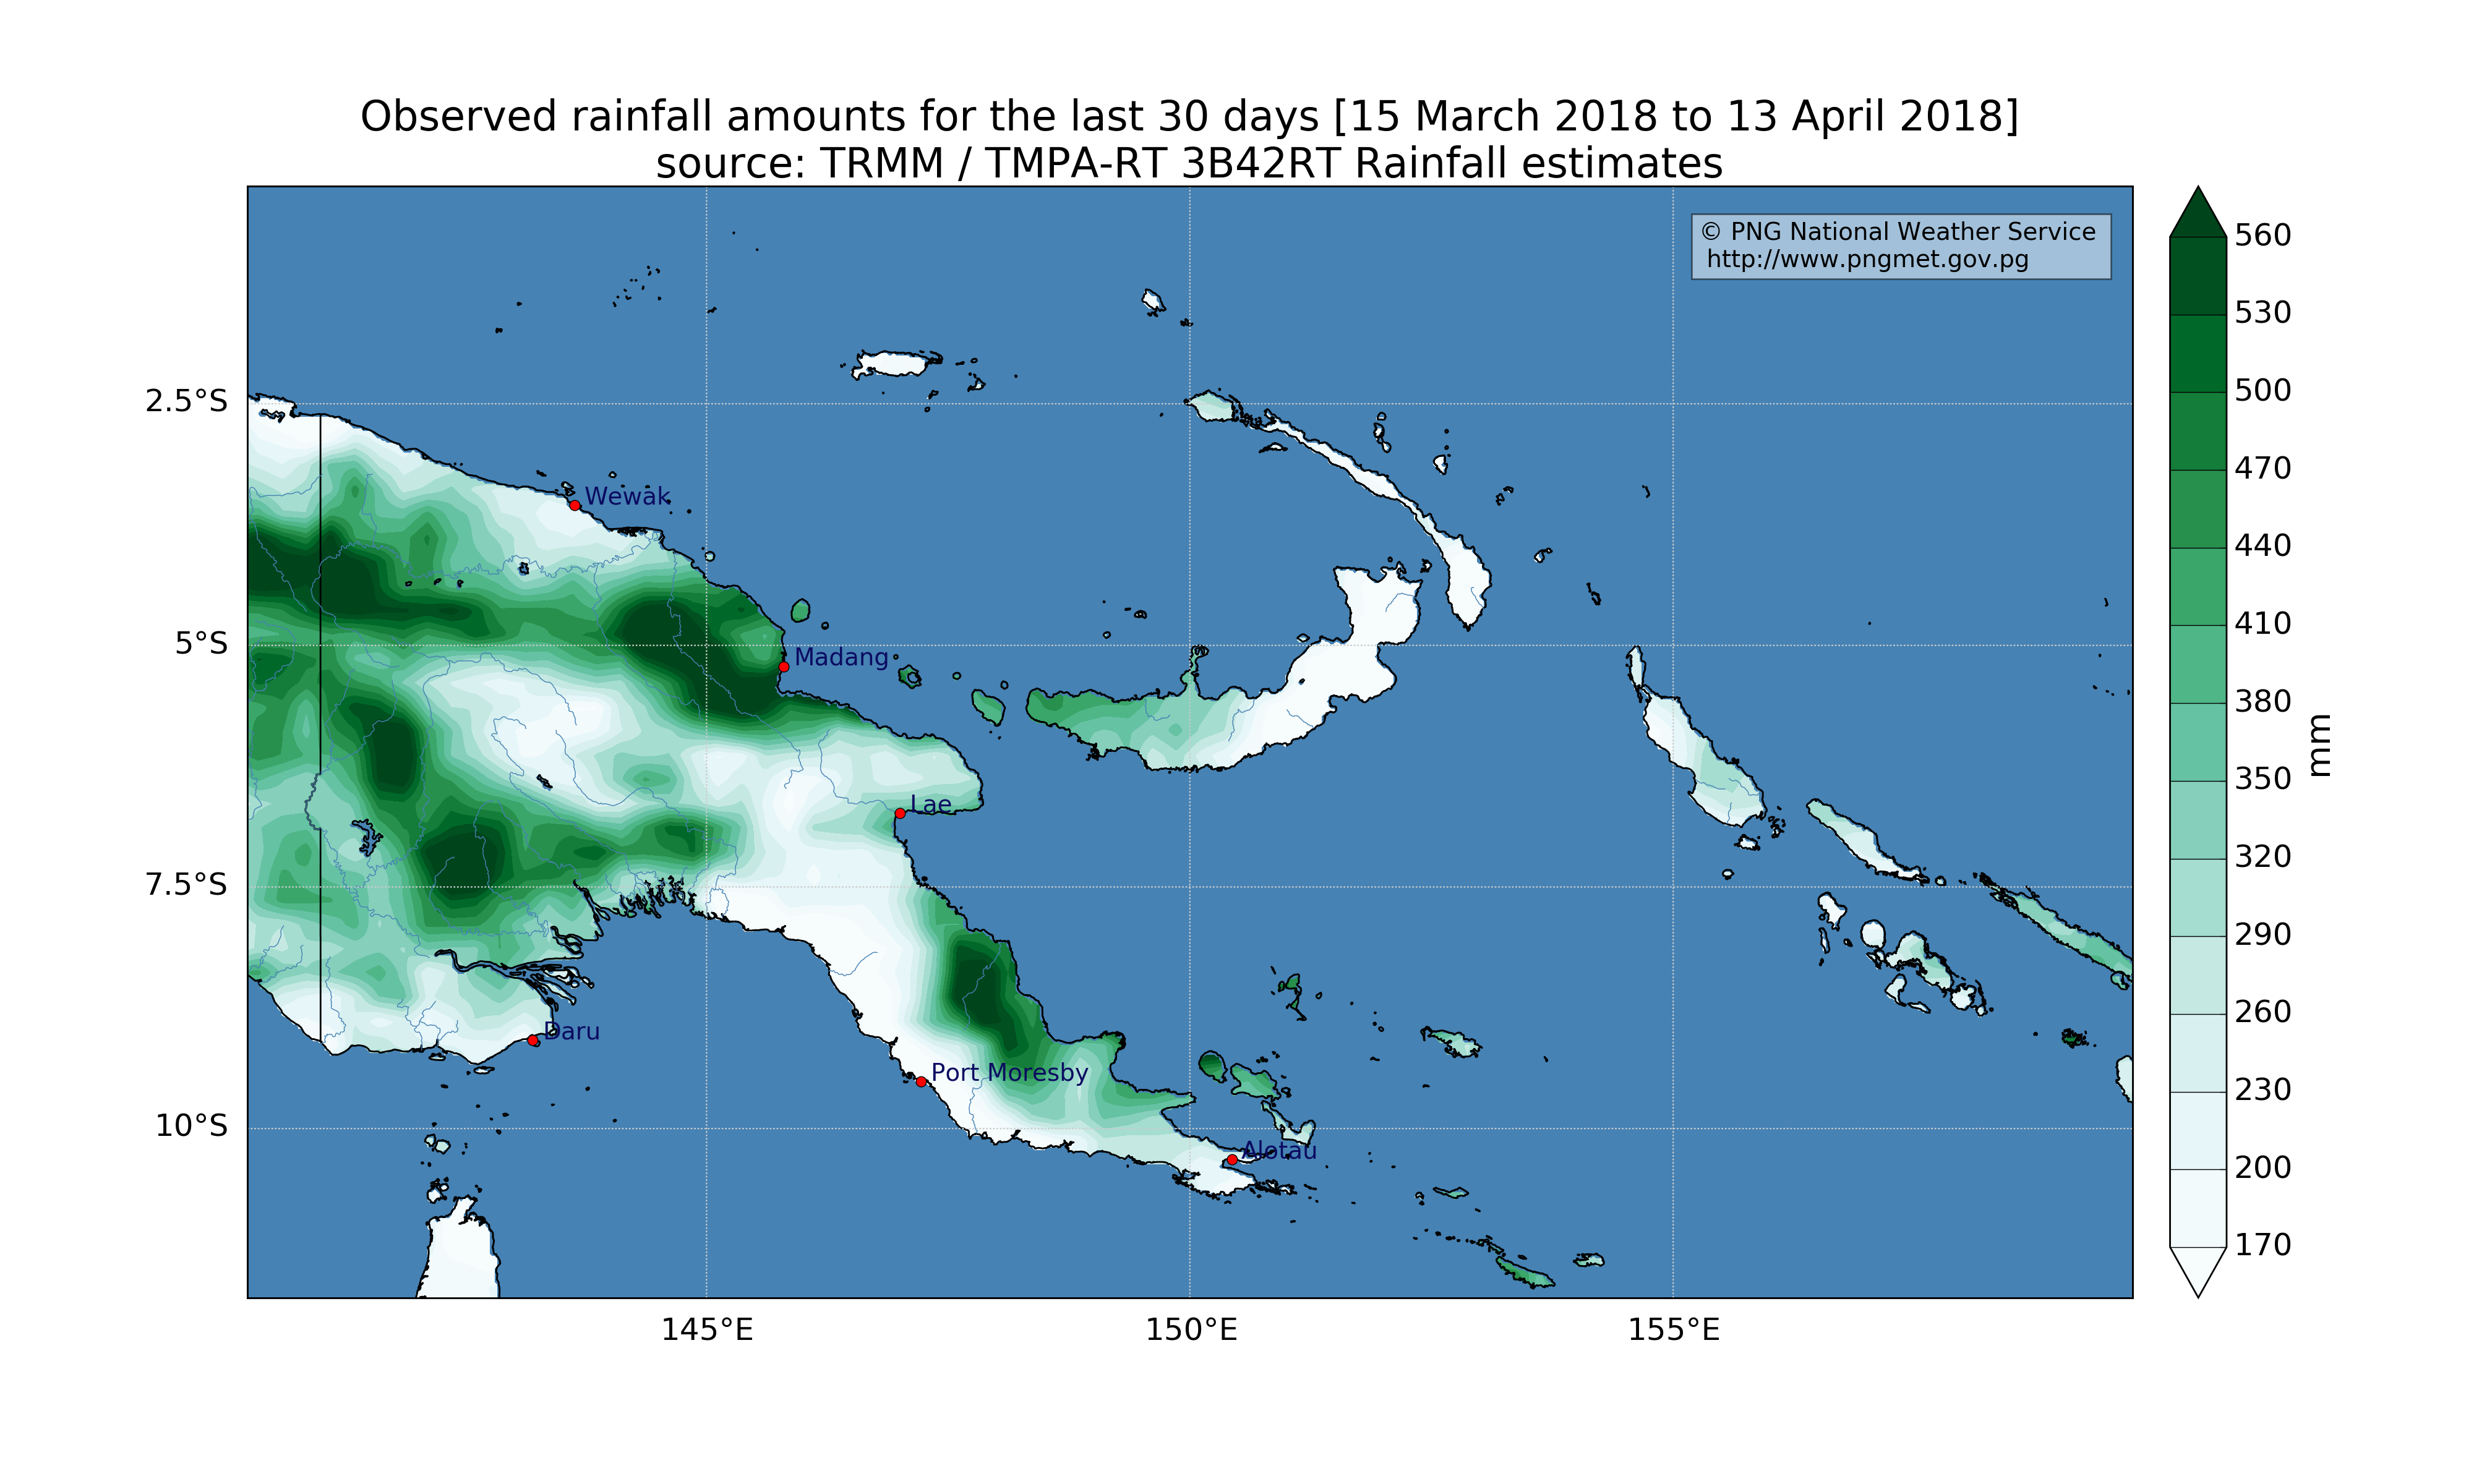 Observed rainfall amounts for the last 30 days [15 March 2018 to 13 April 2018]
source: TRMM / TMPA-RT 3B42RT Rainfall estimates
© PNG National Weather Service
http://www.pngmet.gov.pg
560
530
500
470
440
410
380
350
320
290
260
230
200
170
mm
2.5°S
5°S
7.5°S
10°S
Wewak
Madang
Lae
Daru
Port Moresby
Alotau
145°E
150°E
155°E